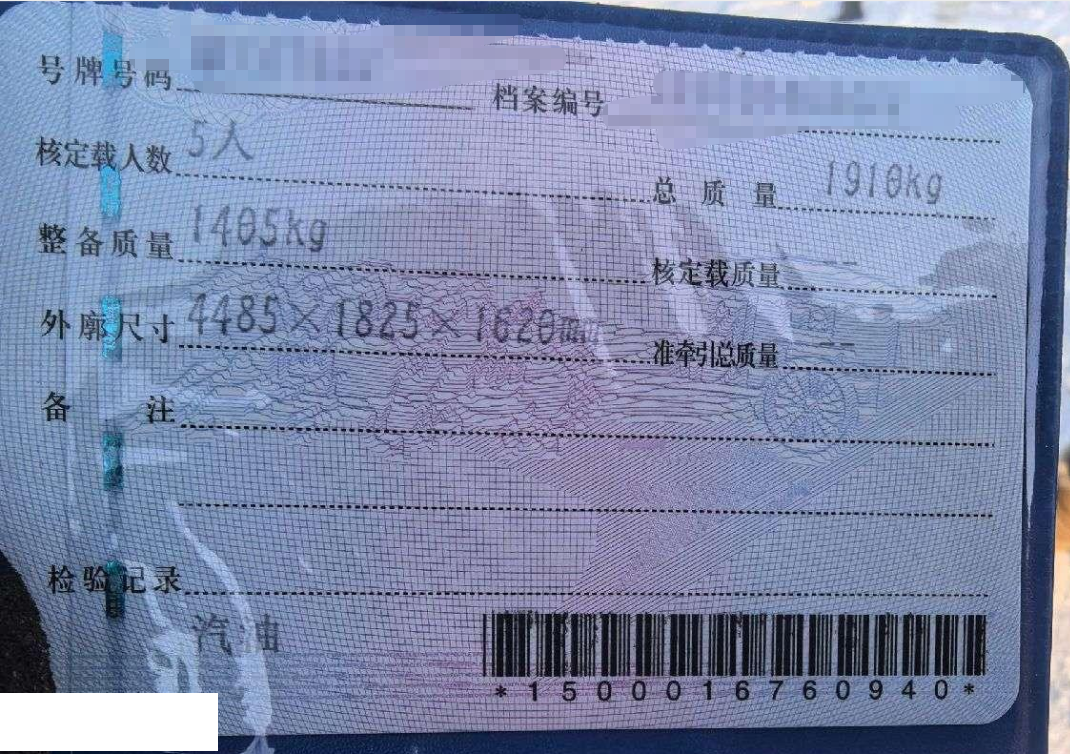 号牌号码 档案编号
核定载人数 5人 总质量 1910kg
整备质量 1405kg 核定载质量 --
外廓尺寸 4485×1825×1620mm 准牵引总质量 --
备注
检验记录
汽油
*1500016760940*